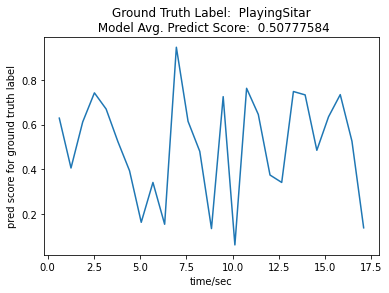 Ground Truth Label:  PlayingSitar
Model Avg. Predict Score:  0.50777584
pred score for ground truth label
0.8
0.6
0.4
0.2
0.0 2.5 5.0 7.5 10.0 12.5 15.0 17.5
time/sec